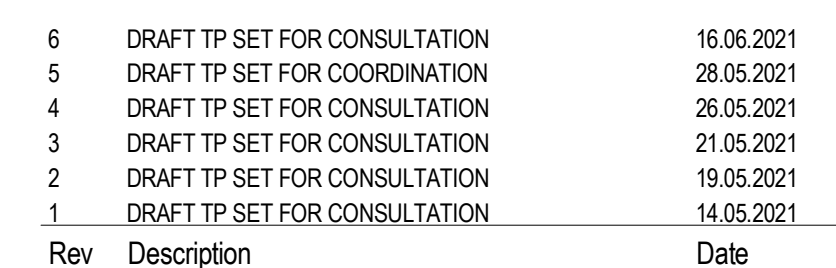 6 DRAFT TP SET FOR CONSULTATION 16.06.2021
5 DRAFT TP SET FOR COORDINATION 28.05.2021
4 DRAFT TP SET FOR CONSULTATION 26.05.2021
3 DRAFT TP SET FOR CONSULTATION 21.05.2021
2 DRAFT TP SET FOR CONSULTATION 19.05.2021
1 DRAFT TP SET FOR CONSULTATION 14.05.2021
Rev Description Date